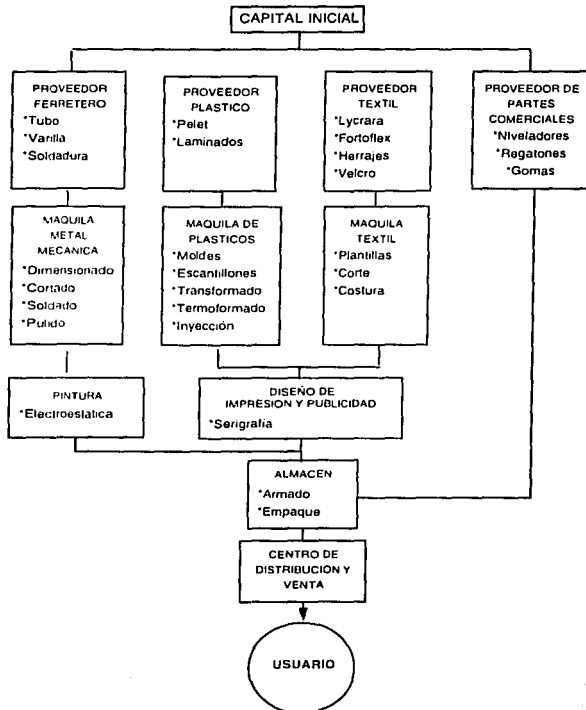 CAPITAL INICIAL
PROVEEDOR
FERRETERO
*Tubo
*Varilla
*Soldadura
PROVEEDOR
PLASTICO
*Pelet
*Laminados
PROVEEDOR
TEXTIL
*Lycrara
*Fortoflex
*Herrajes
*Velcro
PROVEEDOR DE
PARTES
COMERCIALES
*Niveladores
*Regatones
*Gomas
MAQUILA
METAL
MECANICA
*Dimensionado
*Cortado
*Soldado
*Pulido
MAQUILA DE
PLASTICOS
*Moldes
*Escantillones
*Transformado
*Termoformado
*Inyección
MAQUILA
TEXTIL
*Plantillas
*Corte
*Costura
PINTURA
*Electroestatica
DISEÑO DE
IMPRESION Y PUBLICIDAD
*Serigrafía
ALMACEN
*Armado
*Empaque
CENTRO DE
DISTRIBUCION Y
VENTA
USUARIO